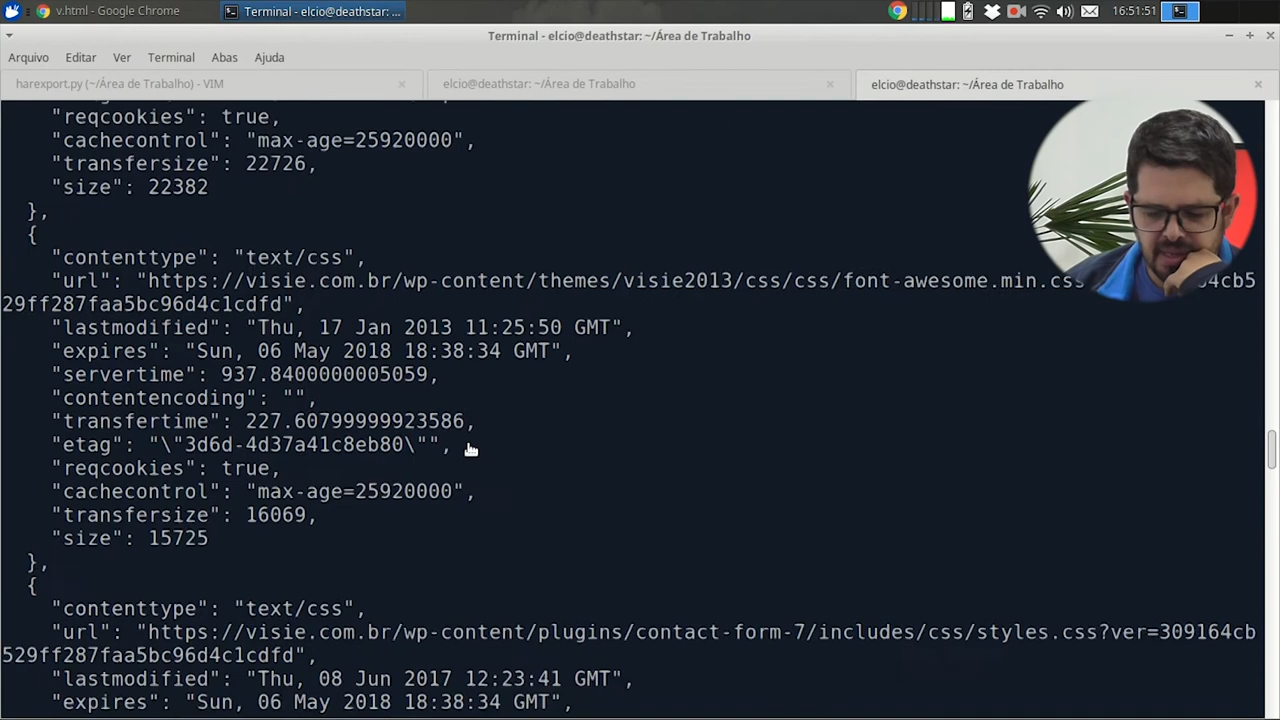 v.html - Google Chrome
Terminal - elcio@deathstar: ...
16:51:51
Terminal - elcio@deathstar: ~/Área de Trabalho
Arquivo Editar Ver Terminal Abas Ajuda
harexport.py (~/Área de Trabalho) - VIM
elcio@deathstar: ~/Área de Trabalho
elcio@deathstar: ~/Área de Trabalho
"reqcookies": true,
"cachecontrol": "max-age=25920000",
"transfersize": 22726,
"size": 22382
},
{
"contenttype": "text/css",
"url": "https://visie.com.br/wp-content/themes/visie2013/css/css/font-awesome.min.css 4cb5
29ff287faa5bc96d4c1cdfd",
"lastmodified": "Thu, 17 Jan 2013 11:25:50 GMT",
"expires": "Sun, 06 May 2018 18:38:34 GMT",
"servertime": 937.8400000005059,
"contentencoding": "",
"transfertime": 227.60799999923586,
"etag": "\"3d6d-4d37a41c8eb80\"",
"reqcookies": true,
"cachecontrol": "max-age=25920000",
"transfersize": 16069,
"size": 15725
},
{
"contenttype": "text/css",
"url": "https://visie.com.br/wp-content/plugins/contact-form-7/includes/css/styles.css?ver=309164cb
529ff287faa5bc96d4c1cdfd",
"lastmodified": "Thu, 08 Jun 2017 12:23:41 GMT",
"expires": "Sun, 06 May 2018 18:38:34 GMT",